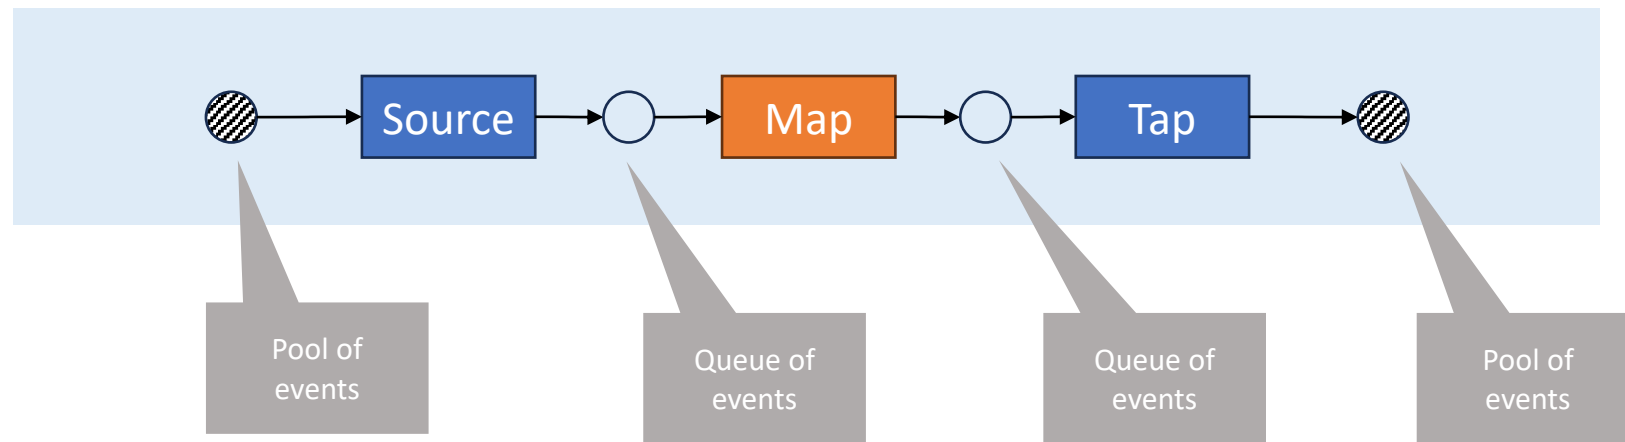 Source
Map
Tap
Pool of
events
Queue of
events
Queue of
events
Pool of
events